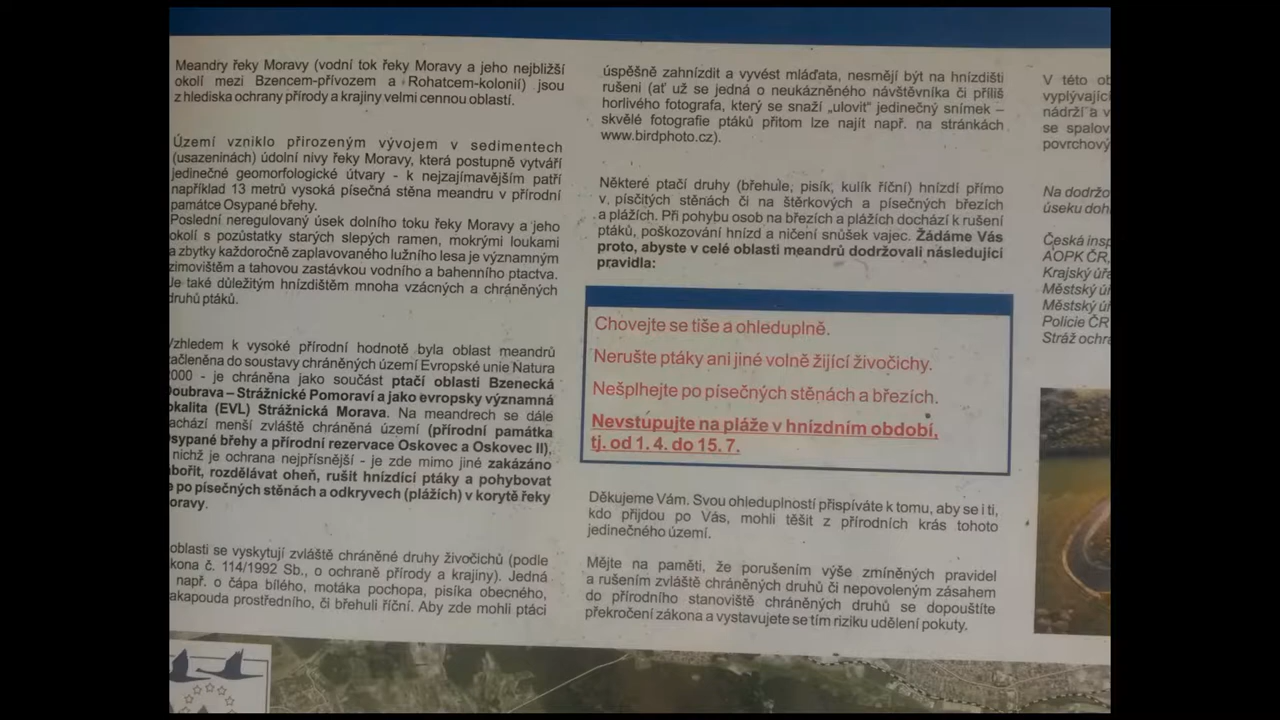 Meandry řeky Moravy (vodní tok řeky Moravy a jeho nejbližší
okolí mezi Bzencem-přívozem a Rohatcem-kolonií) jsou
z hlediska ochrany přírody a krajiny velmi cennou oblastí.
Území vzniklo přirozeným vývojem v sedimentech
(usazeninách) údolní nivy řeky Moravy, která postupně vytváří
jedinečné geomorfologické útvary - k nejzajímavějším patří
například 13 metrů vysoká písečná stěna meandru v přírodní
památce Osypané břehy.
Poslední neregulovaný úsek dolního toku řeky Moravy a jeho
okolí s pozůstatky starých slepých ramen, mokrými loukami
a zbytky každoročně zaplavovaného lužního lesa je významným
zimovištěm a tahovou zastávkou vodního a bahenního ptactva.
Je také důležitým hnízdištěm mnoha vzácných a chráněných
druhů ptáků.
Vzhledem k vysoké přírodní hodnotě byla oblast meandrů
začleněna do soustavy chráněných území Evropské unie Natura
000 - je chráněna jako součást ptačí oblasti Bzenecká
Doubrava – Strážnické Pomoraví a jako evropsky významná
okalita (EVL) Strážnická Morava. Na meandrech se dále
achází menší zvláště chráněná území (přírodní památka
sypané břehy a přírodní rezervace Oskovec a Oskovec II),
nichž je ochrana nejpřísnější - je zde mimo jiné zakázáno
bořit, rozdělávat oheň, rušit hnízdící ptáky a pohybovat
e po písečných stěnách a odkryvech (plážích) v korytě řeky
oravy.
oblasti se vyskytují zvláště chráněné druhy živočichů (podle
kona č. 114/1992 Sb., o ochraně přírody a krajiny). Jedná
např. o čápa bílého, motáka pochopa, pisíka obecného,
akapouda prostředního, či břehuli říční. Aby zde mohli ptáci
úspěšně zahnízdit a vyvést mláďata, nesmějí být na hnízdišti
rušeni (ať už se jedná o neukázněného návštěvníka či příliš
horlivého fotografa, který se snaží „ulovit" jedinečný snímek –
skvělé fotografie ptáků přitom lze najít např. na stránkách
www.birdphoto.cz).
Některé ptačí druhy (břehule, pisík, kulík říční) hnízdí přímo
v písčitých stěnách či na štěrkových a písečných březích
a plážích. Při pohybu osob na březích a plážích dochází k rušení
ptáků, poškozování hnízd a ničení snůšek vajec. Žádáme Vás
proto, abyste v celé oblasti meandrů dodržovali následující
pravidla:
Chovejte se tiše a ohleduplně.
Nerušte ptáky ani jiné volně žijící živočichy.
Nešplhejte po písečných stěnách a březích.
Nevstupujte na pláže v hnízdním období,
tj. od 1. 4. do 15. 7.
Děkujeme Vám. Svou ohleduplností přispíváte k tomu, aby se i ti,
kdo přijdou po Vás, mohli těšit z přírodních krás tohoto
jedinečného území.
Mějte na paměti, že porušením výše zmíněných pravidel
a rušením zvláště chráněných druhů či nepovoleným zásahem
do přírodního stanoviště chráněných druhů se dopouštíte
překročení zákona a vystavujete se tím riziku udělení pokuty.
V této ob
vyplývajíc
nádrží a v
se spalov
povrchový
Na dodržo
úseku doh
Česká insp
AOPK ČR,
Krajský úřa
Městský úř
Městský úř
Policie ČR
Stráž ochra